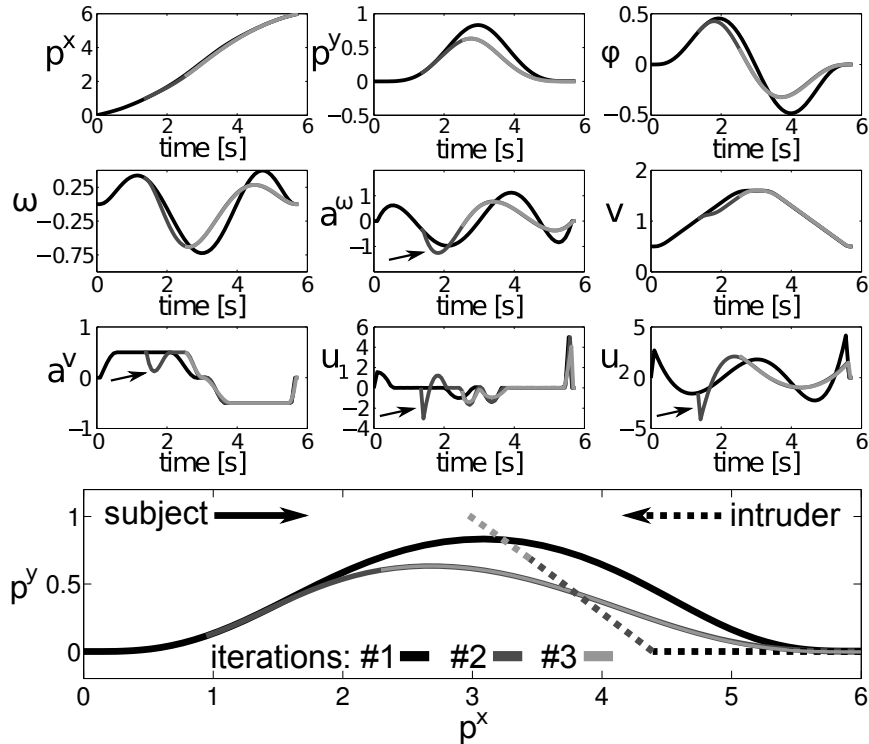 p^x
6
4
2
0
0 2 4 6
time [s]
p^y
1
0.5
0
−0.5
0 2 4 6
time [s]
φ
0.5
0
−0.5
0 2 4 6
time [s]
ω
0.25
−0.25
−0.75
0 2 4 6
time [s]
a^ω
1
0
−1
0 2 4 6
time [s]
v
2
1
0
0 2 4 6
time [s]
a^v
1
0
−1
0 2 4 6
time [s]
u_1
6
4
2
0
−2
−4
0 2 4 6
time [s]
u_2
5
0
−5
0 2 4 6
time [s]
p^y
1
0.5
0
subject
intruder
iterations: #1 #2 #3
0 1 2 3 4 5 6
p^x